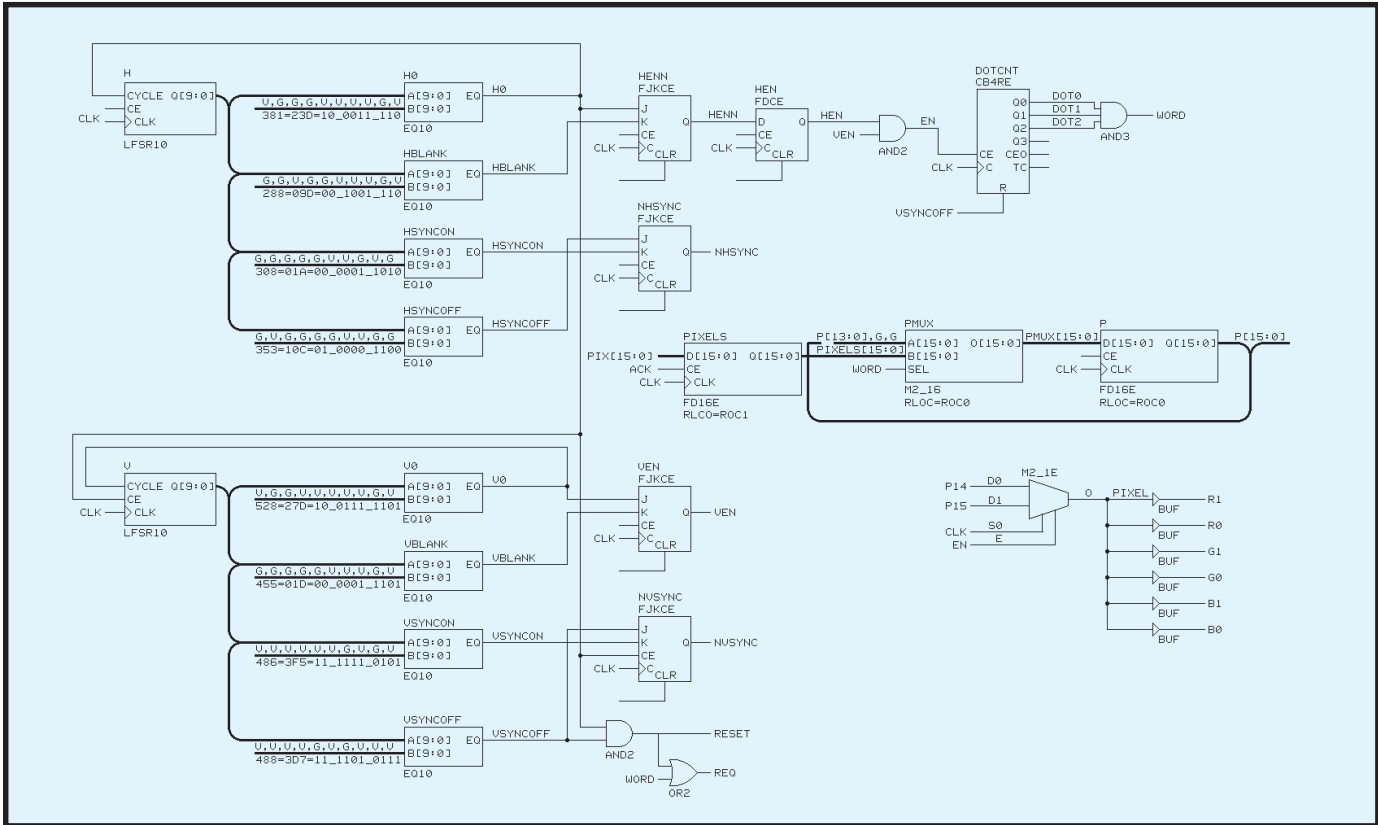 H
CYCLE Q[9:0]
CE
CLK
CLK
LFSR10
H0
A[9:0] EQ
B[9:0]
EQ10
H0
V,G,G,G,V,V,V,V,G,V
381=23D=10_0011_110
HBLANK
A[9:0] EQ
B[9:0]
EQ10
HBLANK
G,G,V,G,V,V,V,V,G,V
288=09D=00_1001_110
HSYNCON
A[9:0] EQ
B[9:0]
EQ10
HSYNCON
G,G,G,G,G,V,V,G,V,G
308=01A=00_0001_1010
HSYNCOFF
A[9:0] EQ
B[9:0]
EQ10
HSYNCOFF
G,V,G,G,G,G,V,V,G,G
353=10C=01_0000_1100
HENN
FJKCE
J
K
Q
CE
CLK
C
CLR
HENN
HEN
FDCE
D Q
CE
CLK
C
CLR
HEN
VEN
AND2
EN
DOTCNT
CB4RE
Q0
Q1
Q2
Q3
CE CEO
CLK
C TC
R
VSYNCOFF
DOT0
DOT1
DOT2
AND3
WORD
NHSYNC
FJKCE
J
K
Q
CE
CLK
C
CLR
NHSYNC
PIXELS
PIX[15:0]
D[15:0] Q[15:0]
ACK
CE
CLK
CLK
FD16E
RLCO=ROC1
P[13:0],G,G
PIXELS[15:0]
WORD
PMUX
A[15:0] O[15:0]
B[15:0]
SEL
M2_16
RLOC=ROC0
PMUX[15:0]
P
D[15:0] Q[15:0]
CE
CLK
CLK
FD16E
RLOC=ROC0
P[15:0]
V
CYCLE Q[9:0]
CE
CLK
CLK
LFSR10
V0
A[9:0] EQ
B[9:0]
EQ10
V0
V,G,G,V,V,V,V,V,G,V
528=27D=10_0111_1101
VBLANK
A[9:0] EQ
B[9:0]
EQ10
VBLANK
G,G,G,G,G,V,V,V,G,V
455=01D=00_0001_1101
VSYNCON
A[9:0] EQ
B[9:0]
EQ10
VSYNCON
V,V,V,V,V,V,G,V,G,V
486=3F5=11_1111_0101
VSYNCOFF
A[9:0] EQ
B[9:0]
EQ10
VSYNCOFF
V,V,V,V,G,V,G,V,V,V
488=3D7=11_1101_0111
VEN
FJKCE
J
K
Q
CE
CLK
C
CLR
VEN
NVSYNC
FJKCE
J
K
Q
CE
CLK
C
CLR
NVSYNC
AND2
RESET
WORD
OR2
REQ
M2_1E
P14
D0
P15
D1
CLK
S0
EN
E
O
PIXEL
BUF
R1
BUF
R0
BUF
G1
BUF
G0
BUF
B1
BUF
B0